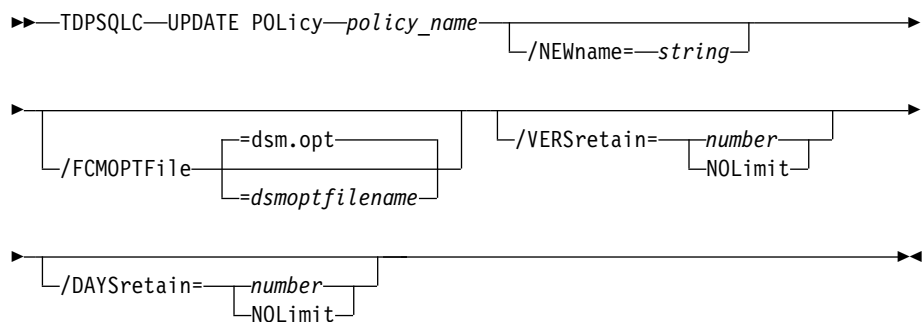 TDPSQLC UPDATE POLicy policy_name
/NEWname= string
=dsm.opt
/FCMOPTFile
=dsmoptfilename
/VERSretain= number
NOLimit
/DAYSretain= number
NOLimit